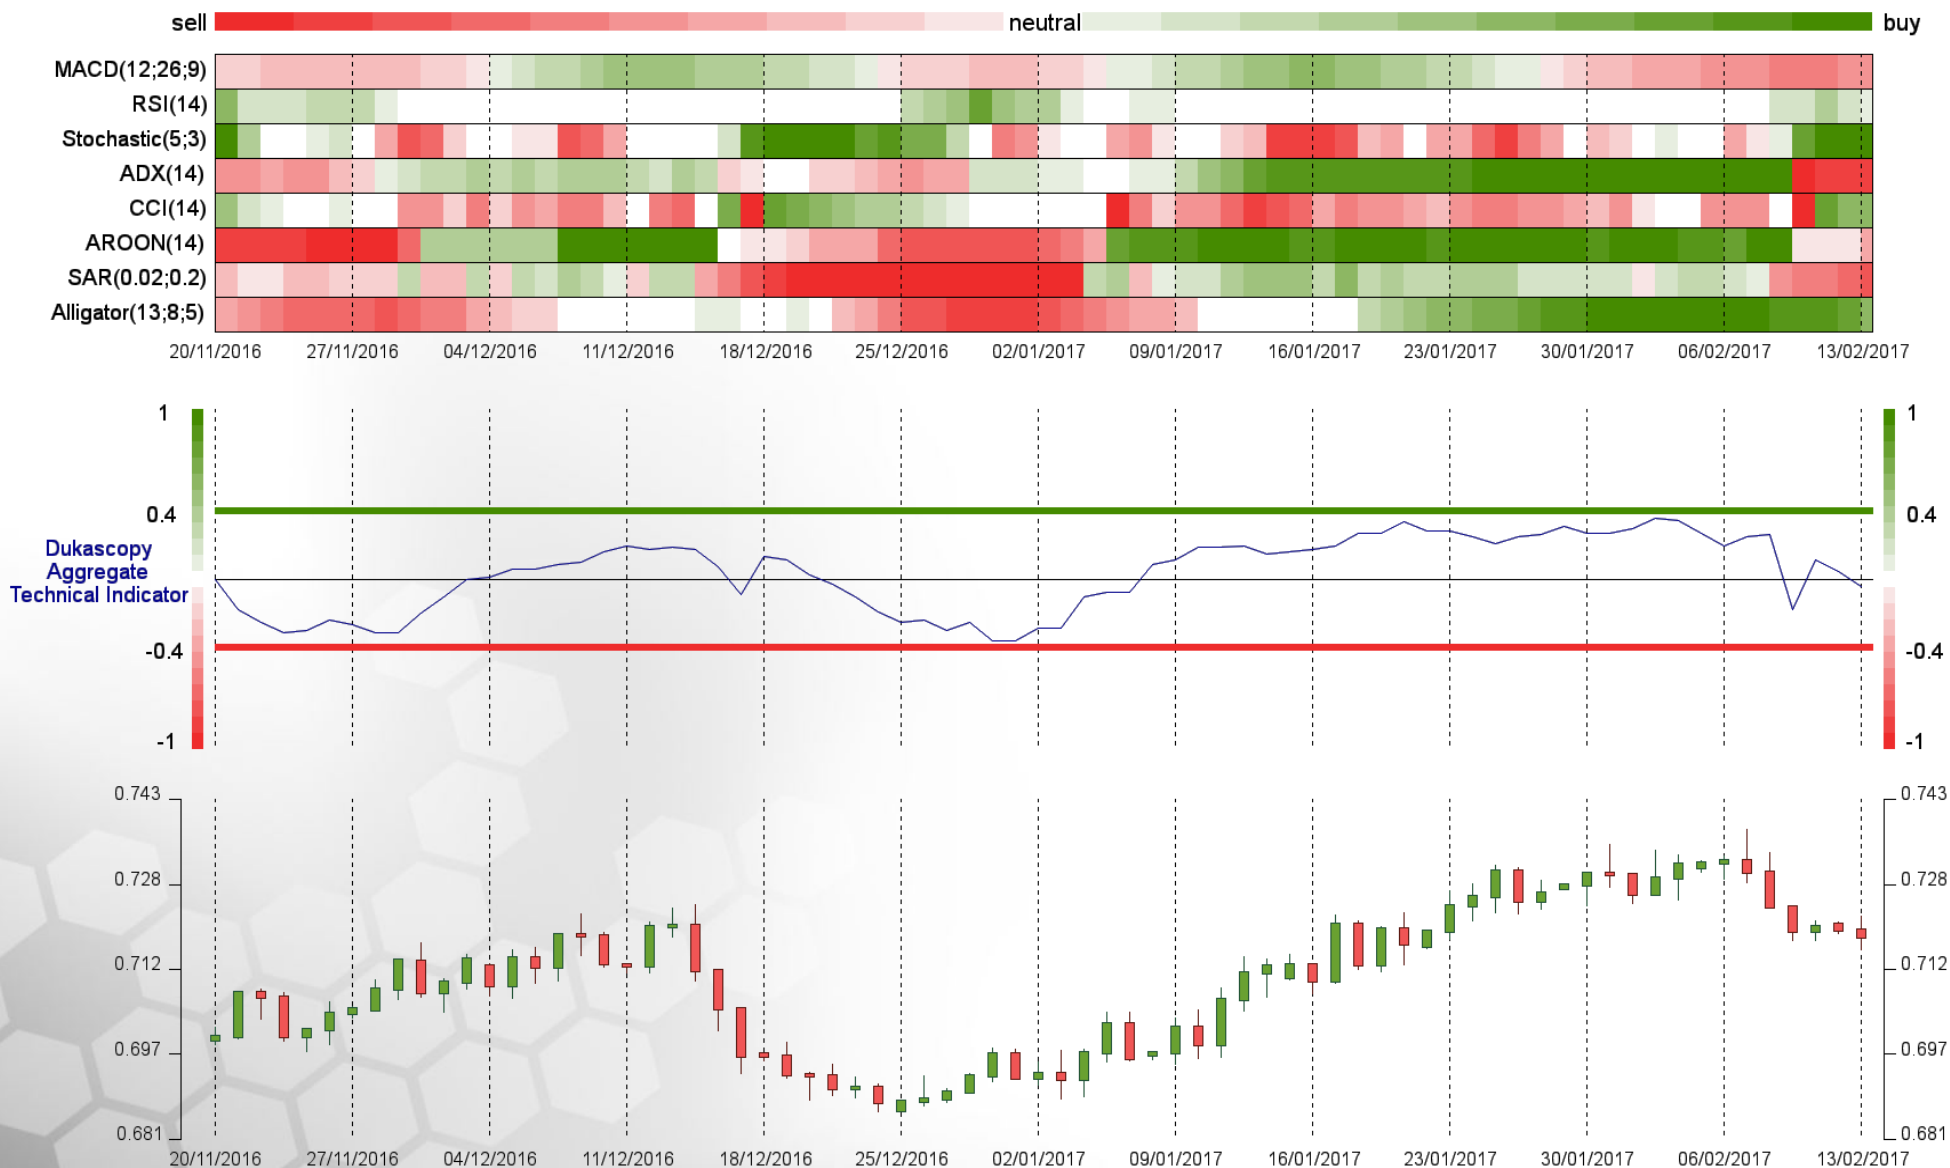 sell neutral buy
MACD(12;26;9)
RSI(14)
Stochastic(5;3)
ADX(14)
CCI(14)
AROON(14)
SAR(0.02;0.2)
Alligator(13;8;5)
20/11/2016 27/11/2016 04/12/2016 11/12/2016 18/12/2016 25/12/2016 02/01/2017 09/01/2017 16/01/2017 23/01/2017 30/01/2017 06/02/2017 13/02/2017
1 1
0.4 0.4
Dukascopy
Aggregate
Technical Indicator
-0.4 -0.4
-1 -1
0.743 0.743
0.728 0.728
0.712 0.712
0.697 0.697
0.681 0.681
20/11/2016 27/11/2016 04/12/2016 11/12/2016 18/12/2016 25/12/2016 02/01/2017 09/01/2017 16/01/2017 23/01/2017 30/01/2017 06/02/2017 13/02/2017